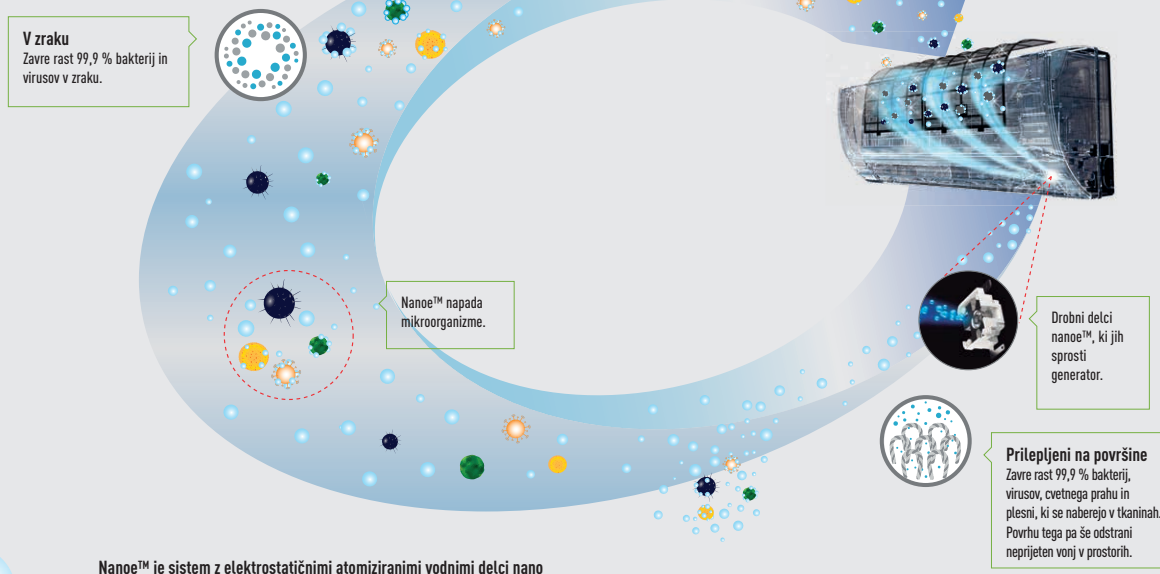 V zraku
Zavre rast 99,9 % bakterij in
virusov v zraku.
Nanoe™ napada
mikroorganizme.
Drobni delci
nanoe™, ki jih
sprosti
generator.
Prilepljeni na površine
Zavre rast 99,9 % bakterij,
virusov, cvetnega prahu in
plesni, ki se naberejo v tkaninah.
Povrhu tega pa še odstrani
neprijeten vonj v prostorih.
Nanoe™ je sistem z elektrostatičnimi atomiziranimi vodnimi delci nano